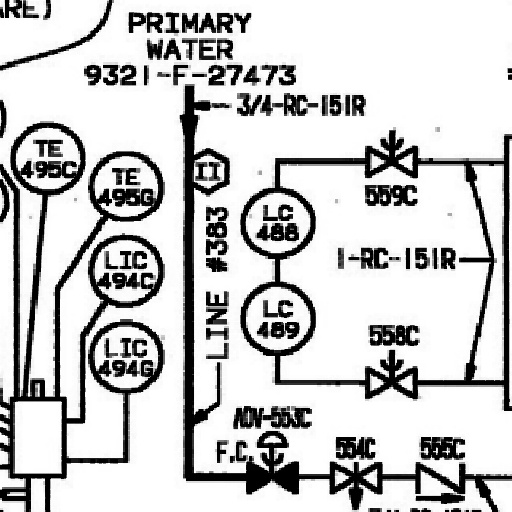 PRIMARY
WATER
9321-F-27473
3/4-RC-151R
TE
495C
TE
495G
II
559C
LC
488
LIC
494C
LINE #383
1-RC-151R
LC
489
558C
LIC
494G
AOV-553C
F.C.
554C
555C